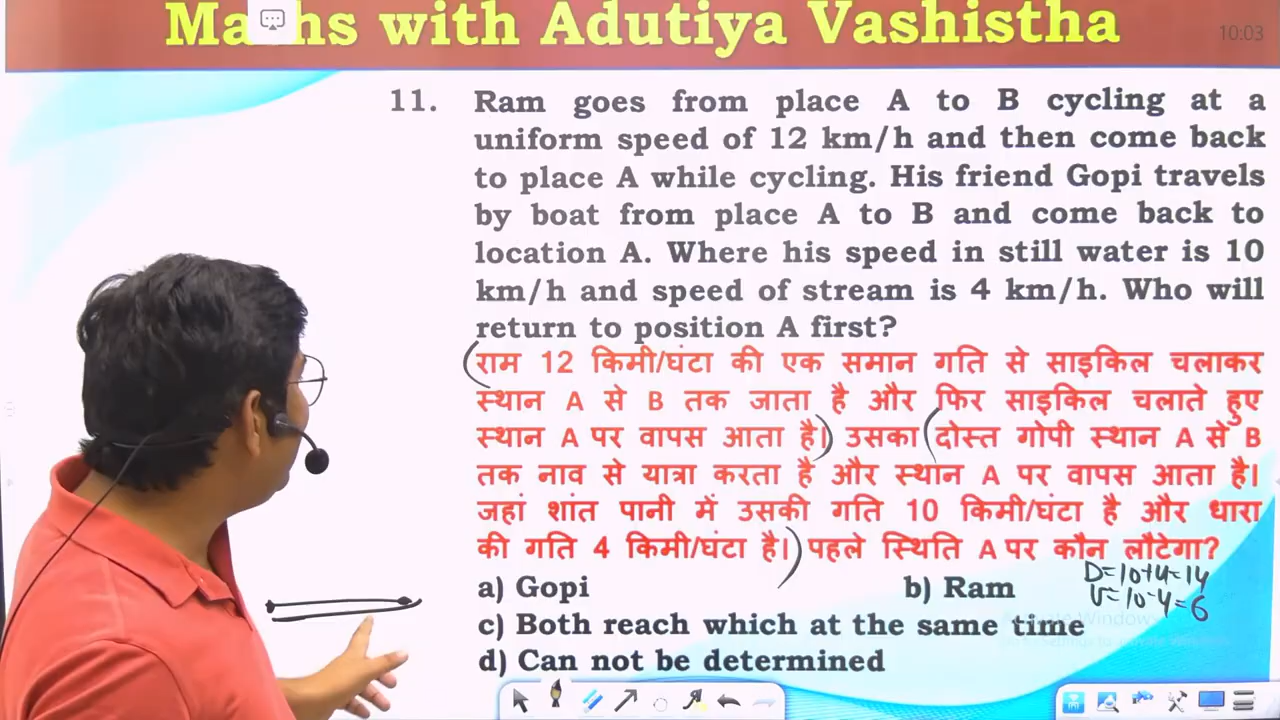 Ma hs with Adutiya Vashistha
10:03
11. Ram goes from place A to B cycling at a
uniform speed of 12 km/h and then come back
to place A while cycling. His friend Gopi travels
by boat from place A to B and come back to
location A. Where his speed in still water is 10
km/h and speed of stream is 4 km/h. Who will
return to position A first?
राम 12 किमी/घंटा की एक समान गति से साइकिल चलाकर
स्थान A से B तक जाता है और फिर साइकिल चलाते हुए
स्थान A पर वापस आता है। उसका दोस्त गोपी स्थान A से B
तक नाव से यात्रा करता है और स्थान A पर वापस आता है।
जहां शांत पानी में उसकी गति 10 किमी/घंटा है और धारा
की गति 4 किमी/घंटा है। पहले स्थिति A पर कौन लौटेगा?
D=10+4=14
U=10-4=6
a) Gopi b) Ram
c) Both reach which at the same time
d) Can not be determined